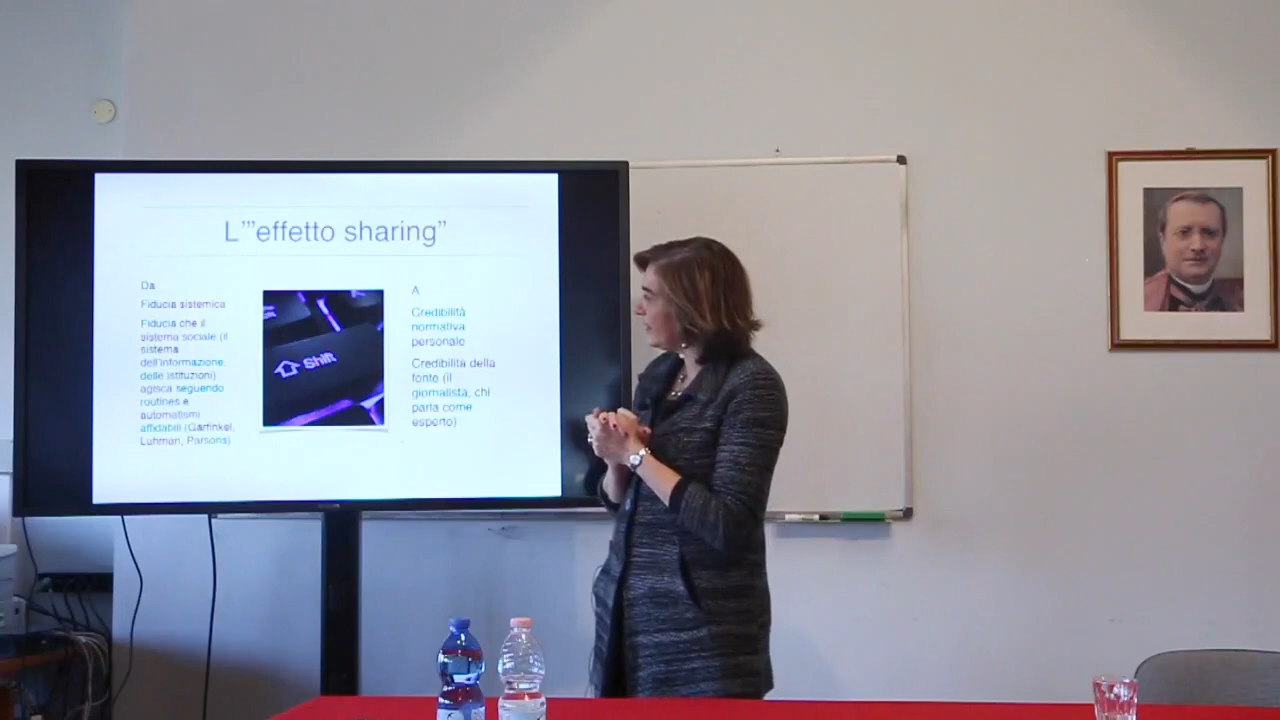 L'"effetto sharing"
Da
Fiducia sistemica
Fiducia che il
sistema sociale (il
sistema
dell'informazione,
delle istituzioni)
agisca seguendo
routines e
automatismi
affidabili (Garfinkel,
Luhman, Parsons)
Shift
A
Credibilità
normativa
personale
Credibilità della
fonte (il
giornalista, chi
parla come
esperto)